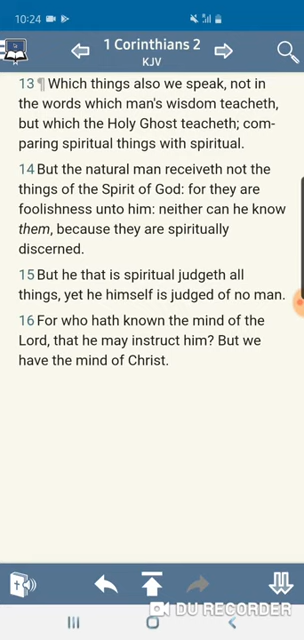 10:24
1 Corinthians 2
KJV
13 ¶ Which things also we speak, not in
the words which man's wisdom teacheth,
but which the Holy Ghost teacheth; com-
paring spiritual things with spiritual.
14 But the natural man receiveth not the
things of the Spirit of God: for they are
foolishness unto him: neither can he know
them, because they are spiritually
discerned.
15 But he that is spiritual judgeth all
things, yet he himself is judged of no man.
16 For who hath known the mind of the
Lord, that he may instruct him? But we
have the mind of Christ.
DU RECORDER